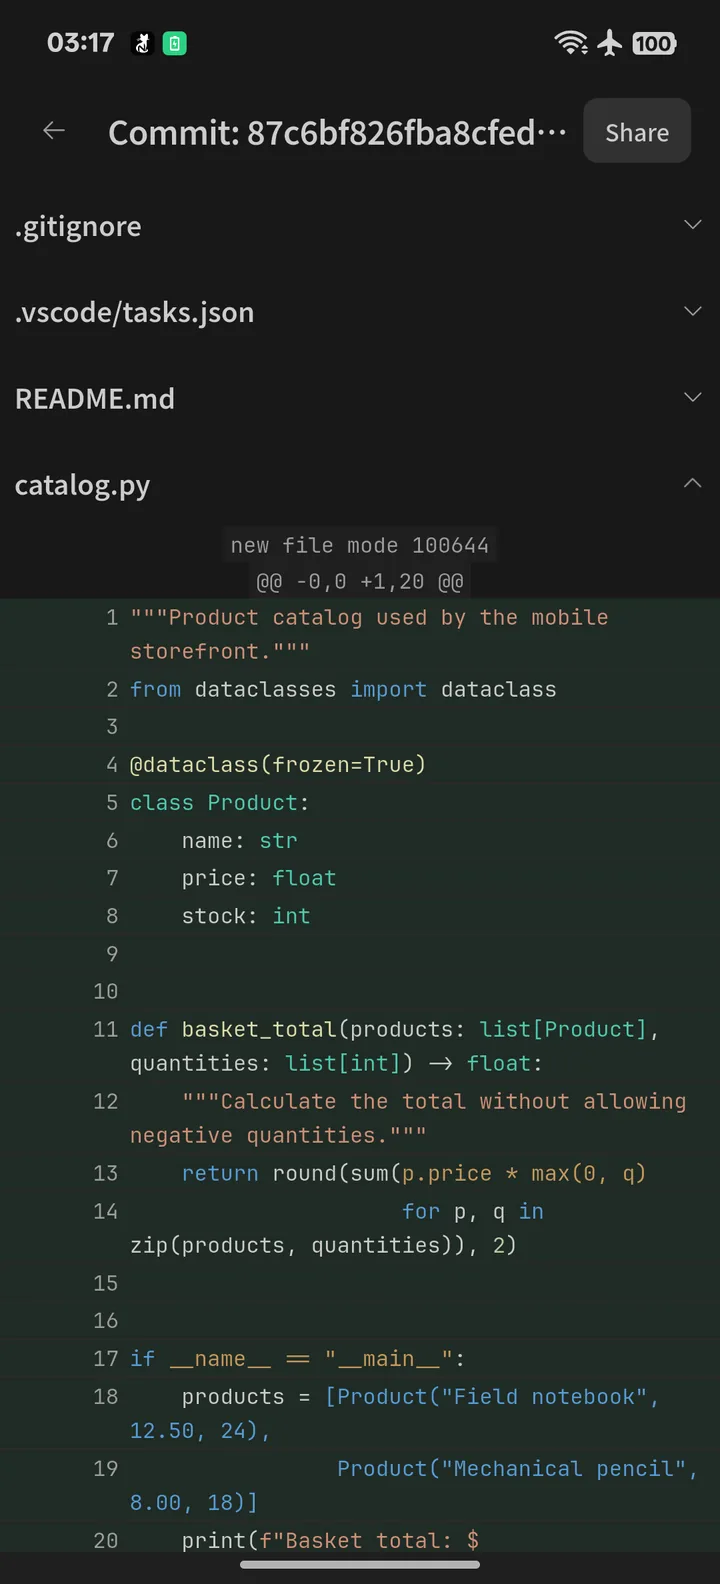 03:17
100
Commit: 87c6bf826fba8cfed···
Share
.gitignore
.vscode/tasks.json
README.md
catalog.py
new file mode 100644
@@ -0,0 +1,20 @@
1 """Product catalog used by the mobile
storefront."""
2 from dataclasses import dataclass
3
4 @dataclass(frozen=True)
5 class Product:
6     name: str
7     price: float
8     stock: int
9
10
11 def basket_total(products: list[Product],
quantities: list[int]) -> float:
12     """Calculate the total without allowing
negative quantities."""
13     return round(sum(p.price * max(0, q)
14                      for p, q in
zip(products, quantities)), 2)
15
16
17 if __name__ == "__main__":
18     products = [Product("Field notebook",
12.50, 24),
19                 Product("Mechanical pencil",
8.00, 18)]
20     print(f"Basket total: $